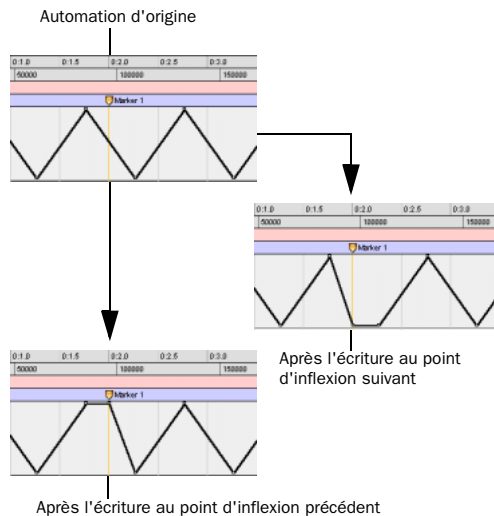 Automation d'origine
0:1.0 0:1.5 0:2.0 0:2.5 0:3.0
50000 100000 150000
Marker 1
0:1.0 0:1.5 0:2.0 0:2.5 0:3.0
50000 100000 150000
Marker 1
Après l'écriture au point
d'inflexion suivant
0:1.0 0:1.5 0:2.0 0:2.5 0:3.0
50000 100000 150000
Marker 1
Après l'écriture au point d'inflexion précédent